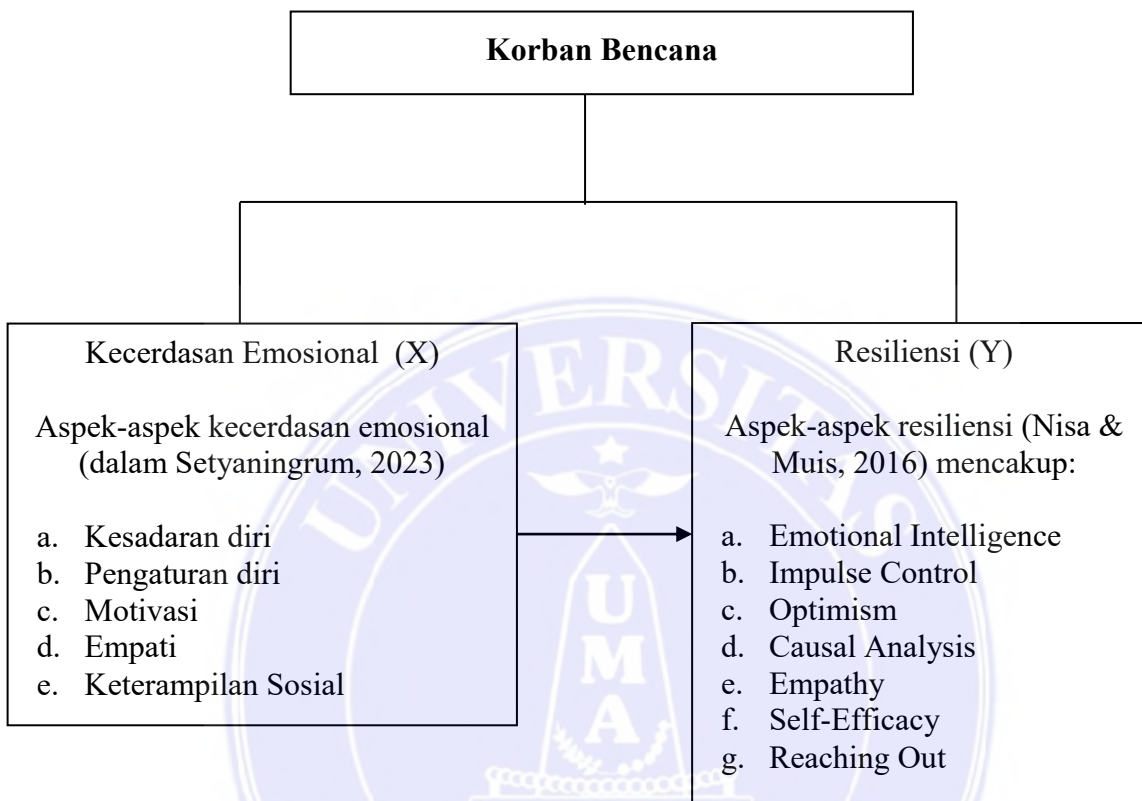 Korban Bencana
Kecerdasan Emosional (X)
Aspek-aspek kecerdasan emosional
(dalam Setyaningrum, 2023)
a. Kesadaran diri
b. Pengaturan diri
c. Motivasi
d. Empati
e. Keterampilan Sosial
Resiliensi (Y)
Aspek-aspek resiliensi (Nisa &
Muis, 2016) mencakup:
a. Emotional Intelligence
b. Impulse Control
c. Optimism
d. Causal Analysis
e. Empathy
f. Self-Efficacy
g. Reaching Out
UNIVERSITAS
UMA